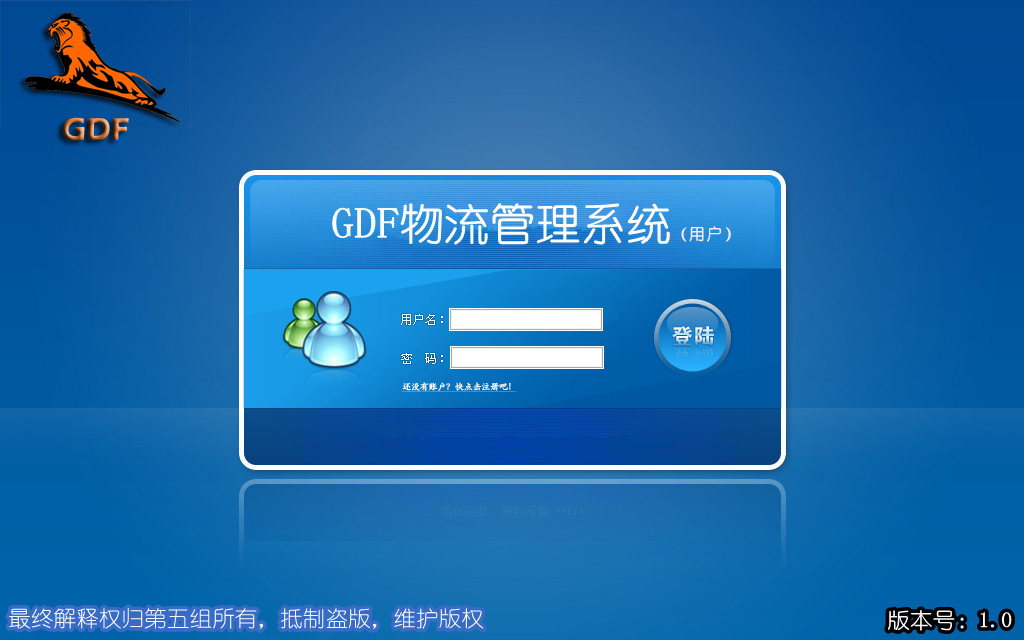 GDF
GDF物流管理系统（用户）
用户名：
登陆
密 码：
还没有账户？快点击注册吧！
最终解释权归第五组所有，抵制盗版，维护版权
版本号：1.0